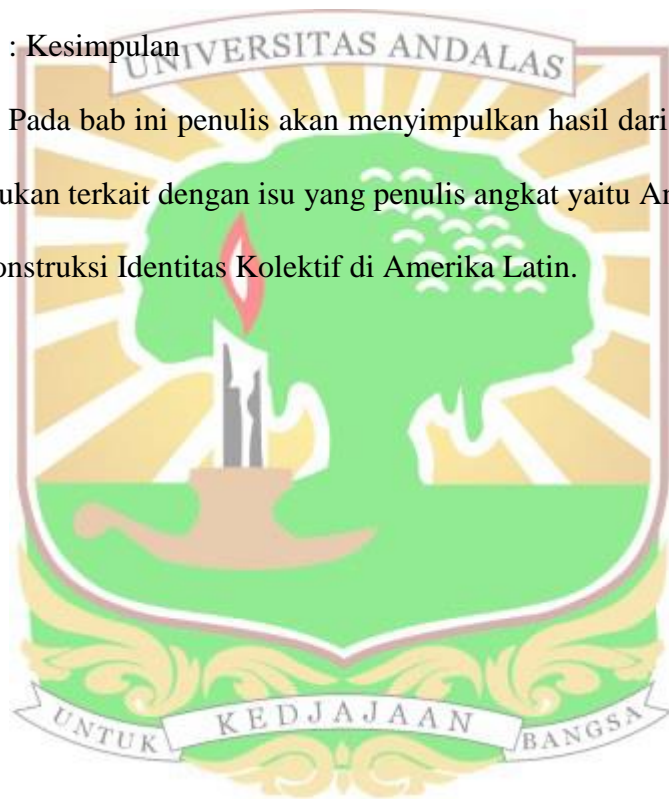 : Kesimpulan
UNIVERSITAS ANDALAS
Pada bab ini penulis akan menyimpulkan hasil dari
ukan terkait dengan isu yang penulis angkat yaitu
onstruksi Identitas Kolektif di Amerika Latin.
UNTUK KEDJAJAAN BANGSA